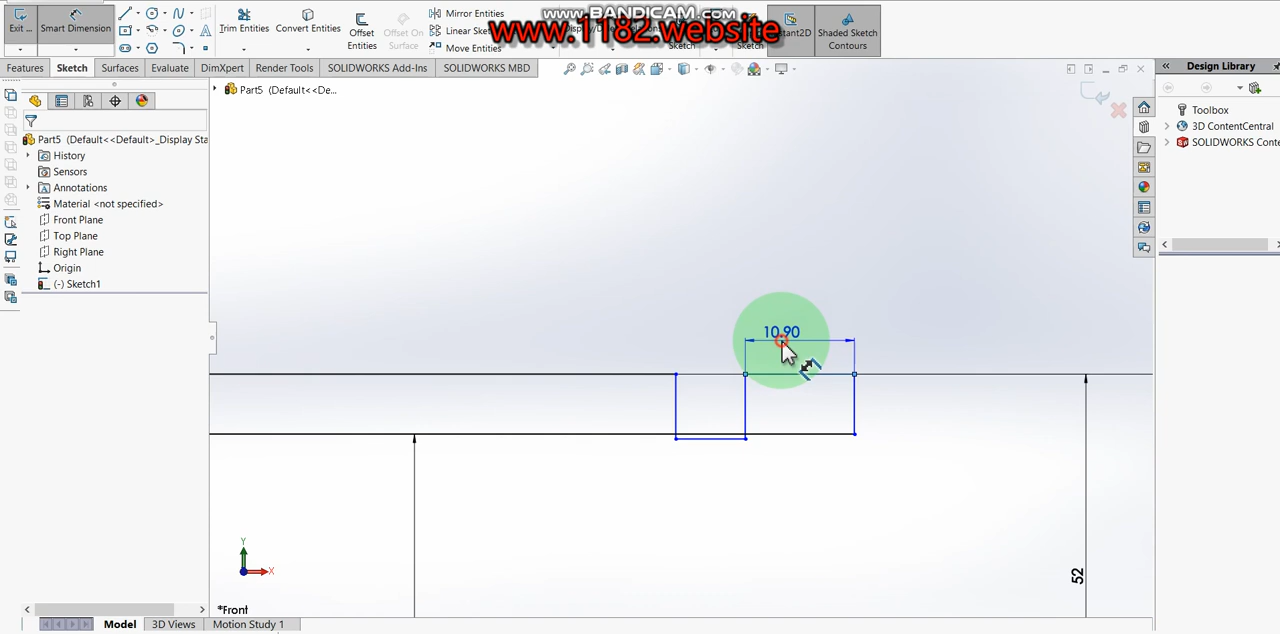 www.BANDICAM.com
www.1182.website
Exit ...
Smart Dimension
Trim Entities
Convert Entities
Offset Entities
Offset On Surface
Mirror Entities
Linear Sk
Move Entities
Sketch
Sketch
Shaded Sketch Contours
Features
Sketch
Surfaces
Evaluate
DimXpert
Render Tools
SOLIDWORKS Add-Ins
SOLIDWORKS MBD
Design Library
Part5 (Default<<De...
Toolbox
3D ContentCentral
SOLIDWORKS Conte
Part5 (Default<<Default>_Display Sta
History
Sensors
Annotations
Material <not specified>
Front Plane
Top Plane
Right Plane
Origin
(-) Sketch1
10.90
52
Y
X
*Front
Model
3D Views
Motion Study 1